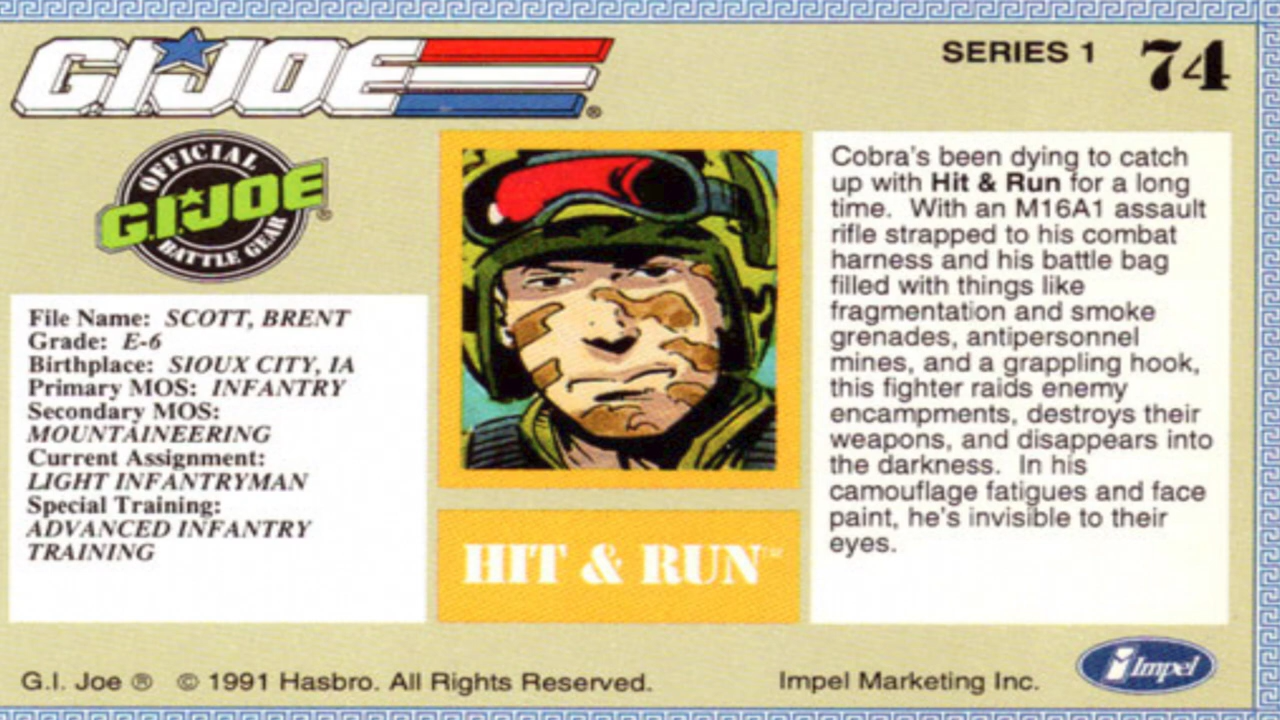 G.I.JOE®
SERIES 1 74
OFFICIAL
G.I.JOE®
BATTLE GEAR
File Name: SCOTT, BRENT
Grade: E-6
Birthplace: SIOUX CITY, IA
Primary MOS: INFANTRY
Secondary MOS:
MOUNTAINEERING
Current Assignment:
LIGHT INFANTRYMAN
Special Training:
ADVANCED INFANTRY
TRAINING
HIT & RUN™
Cobra's been dying to catch
up with Hit & Run for a long
time. With an M16A1 assault
rifle strapped to his combat
harness and his battle bag
filled with things like
fragmentation and smoke
grenades, antipersonnel
mines, and a grappling hook,
this fighter raids enemy
encampments, destroys their
weapons, and disappears into
the darkness. In his
camouflage fatigues and face
paint, he's invisible to their
eyes.
G.I. Joe ® © 1991 Hasbro. All Rights Reserved.
Impel Marketing Inc.
Impel